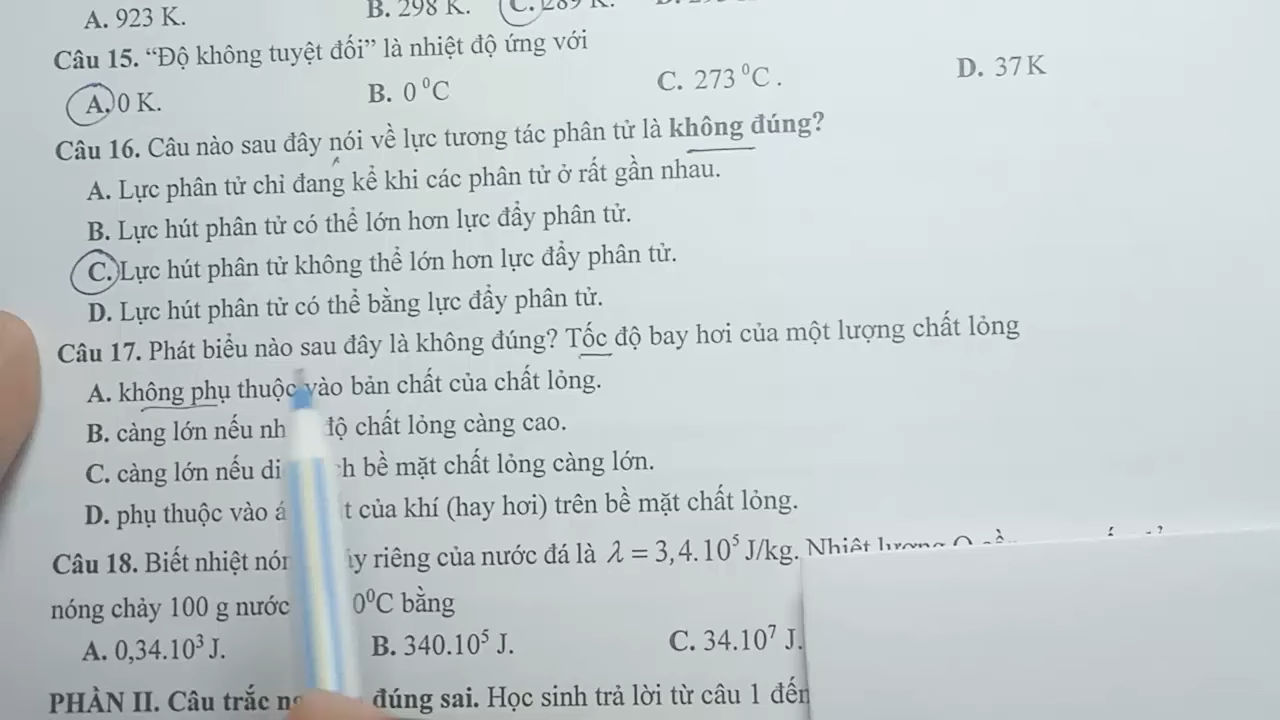 A. 923 K. B. 298 K. C. 289 K.
Câu 15. “Độ không tuyệt đối” là nhiệt độ ứng với
A. 0 K. B. 0 ⁰C C. 273 ⁰C. D. 37 K
Câu 16. Câu nào sau đây nói về lực tương tác phân tử là không đúng?
A. Lực phân tử chỉ đang kể khi các phân tử ở rất gần nhau.
B. Lực hút phân tử có thể lớn hơn lực đẩy phân tử.
C. Lực hút phân tử không thể lớn hơn lực đẩy phân tử.
D. Lực hút phân tử có thể bằng lực đẩy phân tử.
Câu 17. Phát biểu nào sau đây là không đúng? Tốc độ bay hơi của một lượng chất lỏng
A. không phụ thuộc vào bản chất của chất lỏng.
B. càng lớn nếu độ chất lỏng càng cao.
C. càng lớn nếu bề mặt chất lỏng càng lớn.
D. phụ thuộc vào của khí (hay hơi) trên bề mặt chất lỏng.
Câu 18. Biết nhiệt riêng của nước đá là λ = 3,4.10⁵ J/kg. Nhiệt lượng Q
nóng chảy 100 g nước 0⁰C bằng
A. 0,34.10³ J. B. 340.10⁵ J. C. 34.10⁷ J.
PHẦN II. Câu trắc đúng sai. Học sinh trả lời từ câu 1 đến